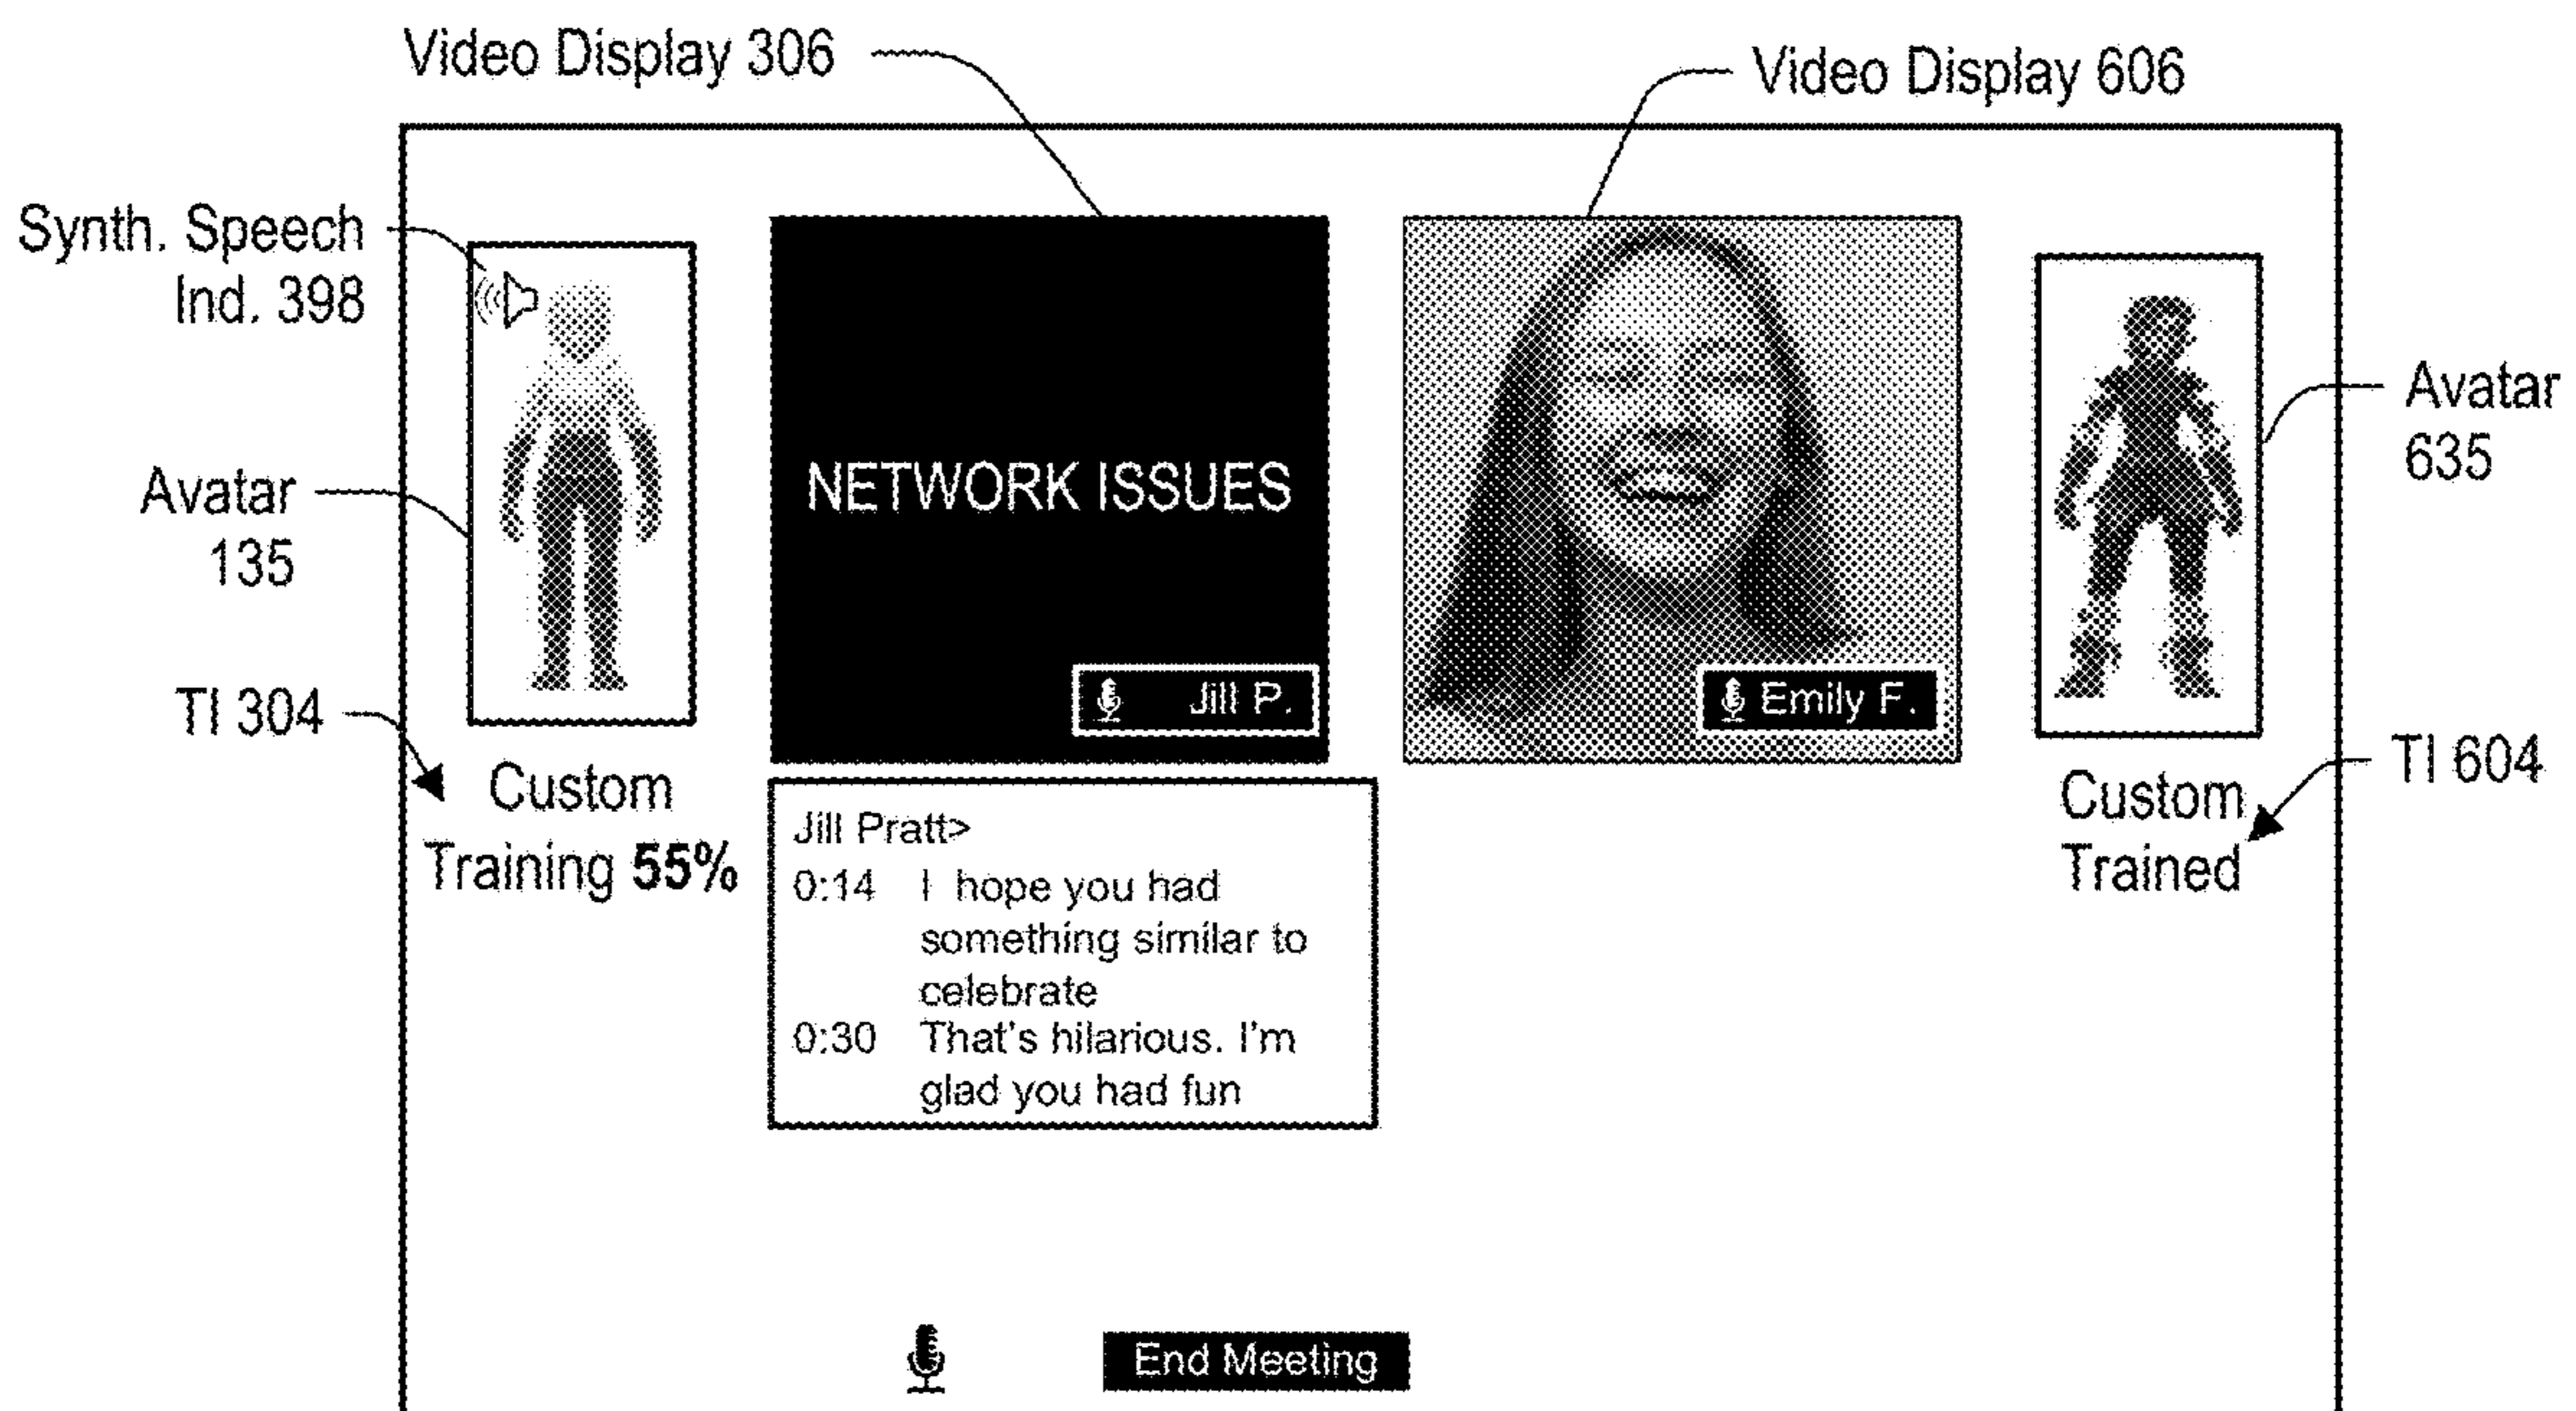 Video Display 306
Video Display 606
Synth. Speech
Ind. 398
Avatar
135
TI 304
NETWORK ISSUES
Jill P.
Emily F.
Avatar
635
TI 604
Custom
Training 55%
Custom
Trained
Jill Pratt>
0:14 I hope you had
something similar to
celebrate
0:30 That's hilarious. I'm
glad you had fun
End Meeting